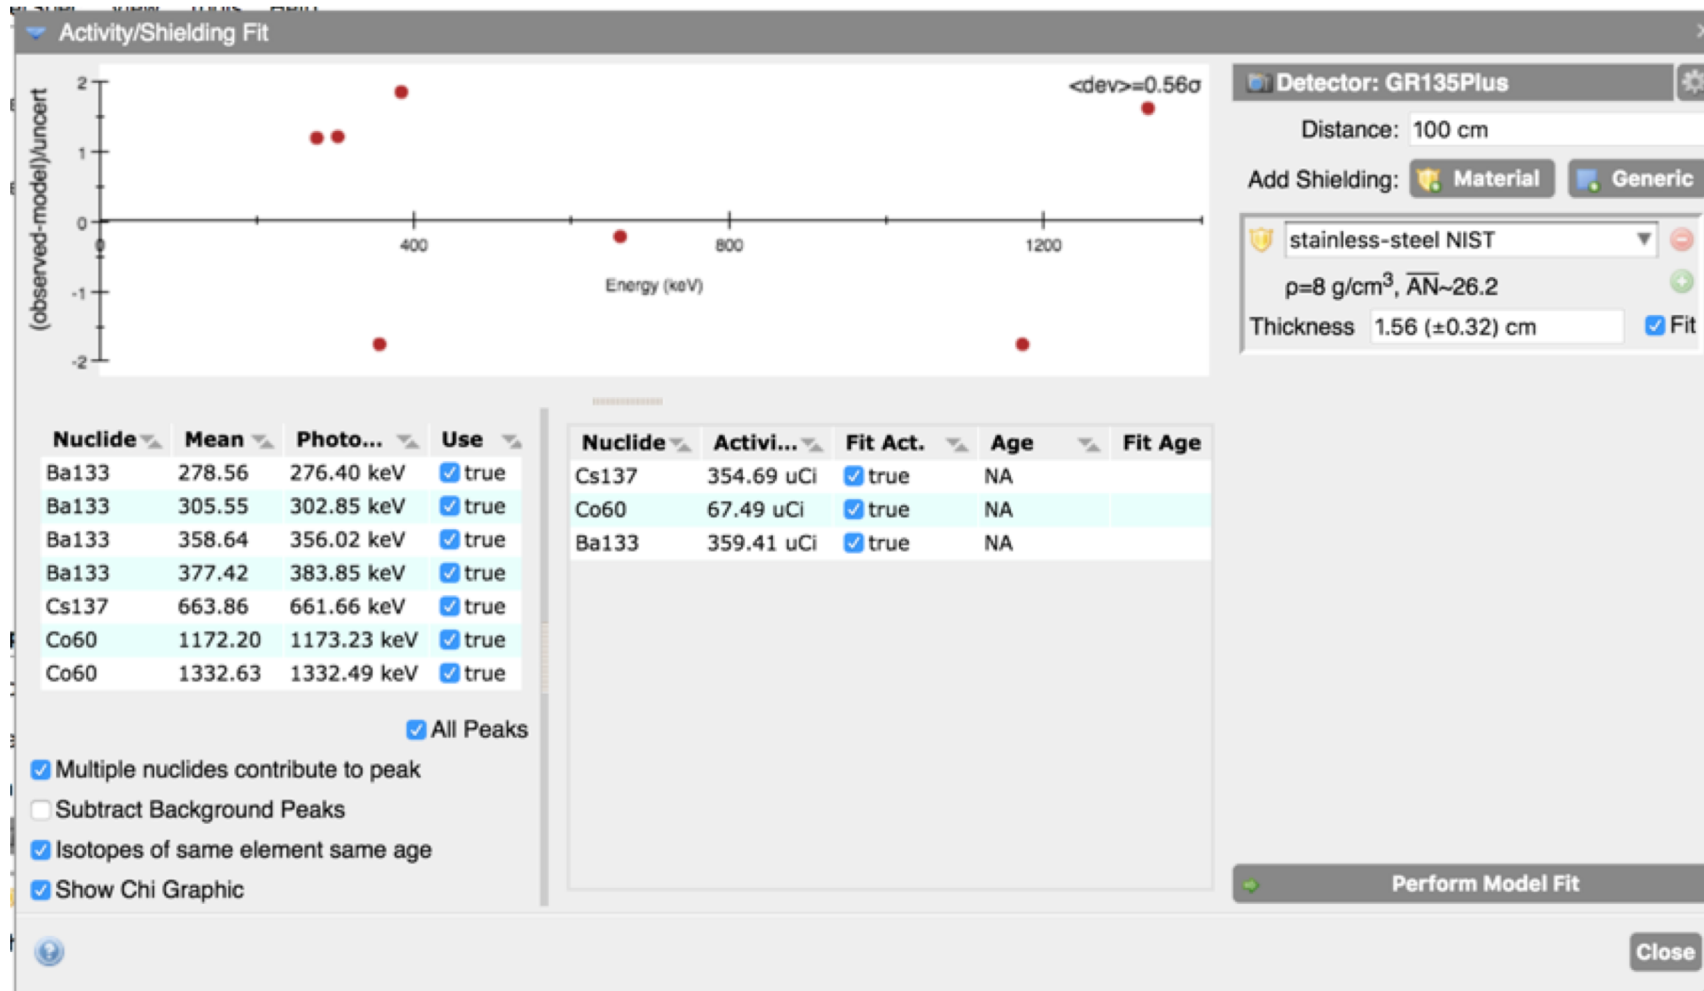 Activity/Shielding Fit
<dev>=0.56σ
(observed-model)/uncert
2
1
0
-1
-2
0
400
800
1200
Energy (keV)
Detector: GR135Plus
Distance: 100 cm
Add Shielding: Material Generic
stainless-steel NIST
ρ=8 g/cm³, A̅N̅~26.2
Thickness 1.56 (±0.32) cm Fit
Nuclide Mean Photo... Use
Ba133 278.56 276.40 keV true
Ba133 305.55 302.85 keV true
Ba133 358.64 356.02 keV true
Ba133 377.42 383.85 keV true
Cs137 663.86 661.66 keV true
Co60 1172.20 1173.23 keV true
Co60 1332.63 1332.49 keV true
All Peaks
Multiple nuclides contribute to peak
Subtract Background Peaks
Isotopes of same element same age
Show Chi Graphic
Nuclide Activi... Fit Act. Age Fit Age
Cs137 354.69 uCi true NA
Co60 67.49 uCi true NA
Ba133 359.41 uCi true NA
Perform Model Fit
Close